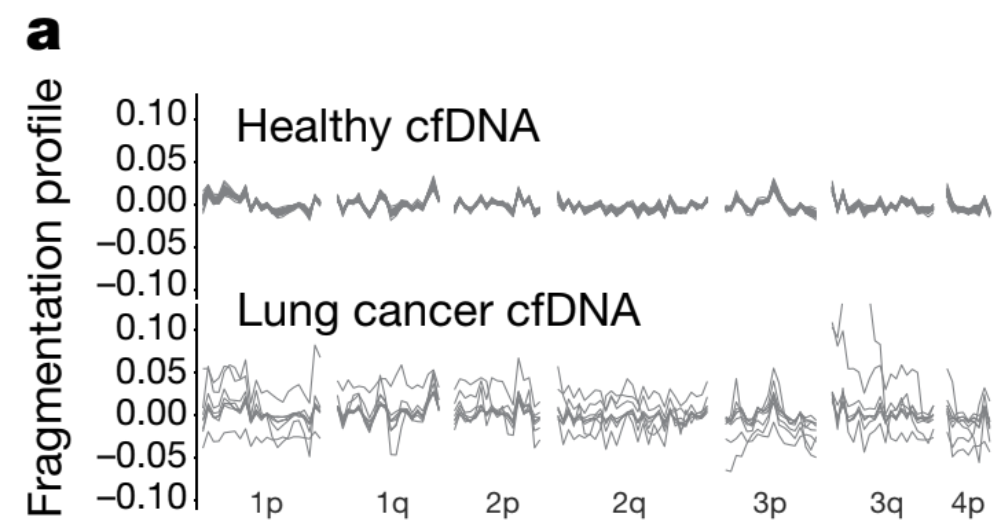 a
Fragmentation profile
Healthy cfDNA
0.10
0.05
0.00
−0.05
−0.10
Lung cancer cfDNA
0.10
0.05
0.00
−0.05
−0.10
1p 1q 2p 2q 3p 3q 4p